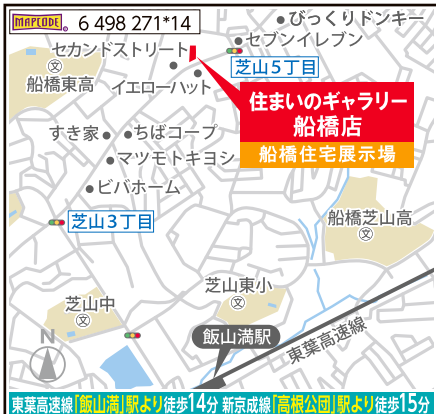 MAPCODE® 6 498 271*14
びっくりドンキー
セブンイレブン
セカンドストリート
芝山5丁目
船橋東高
イエローハット
住まいのギャラリー
船橋店
船橋住宅展示場
すき家
ちばコープ
マツモトキヨシ
ビバホーム
芝山3丁目
船橋芝山高
文
文
芝山東小
文
芝山中
文
N
飯山満駅
東葉高速線
東葉高速線「飯山満」駅より徒歩14分 新京成線「高根公団」駅より徒歩15分